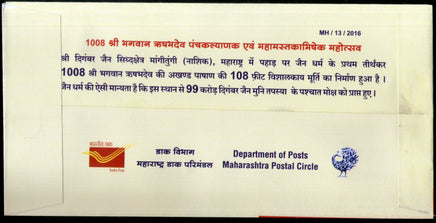 MH / 13 / 2016
1008 श्री भगवान ऋषभदेव पंचकल्याणक एवं महामस्तकाभिषेक महोत्सव
श्री दिगंबर जैन सिध्दक्षेत्र मांगीतुंगी (नाशिक), महाराष्ट्र में पहाड़ पर जैन धर्म के प्रथम तीर्थंकर
1008 श्री भगवान ऋषभदेव की अखण्ड पाषाण की 108 फ़ीट विशालकाय मूर्ति का निर्माण हुआ है ।
जैन धर्म की ऐसी मान्यता है कि इस स्थान से 99 करोड़ दिगंबर जैन मुनि तपस्या के पश्चात मोक्ष को प्राप्त हुए ।
भारतीय डाक
India Post
डाक विभाग
महाराष्ट्र डाक परिमंडल
Department of Posts
Maharashtra Postal Circle